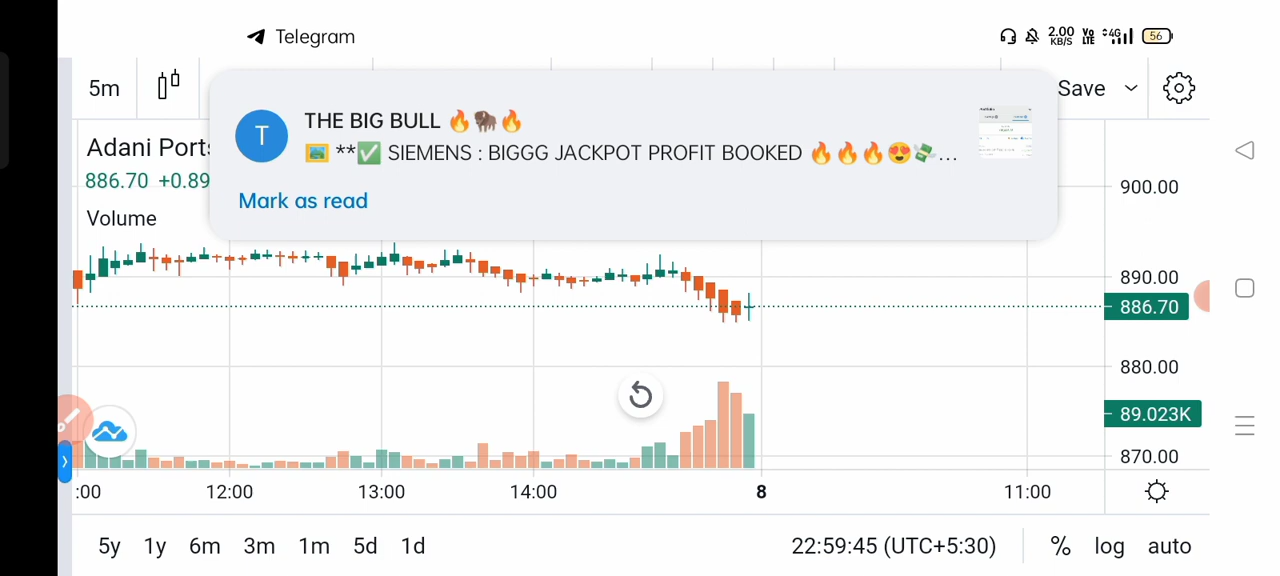 Telegram
2.00 KB/S Vo LTE 4G 56
5m
Save
T
THE BIG BULL 🔥🦬🔥
🖼️ **✅ SIEMENS : BIGGG JACKPOT PROFIT BOOKED 🔥🔥🔥😍💸...
Mark as read
Adani Ports
886.70 +0.89
Volume
900.00
890.00
886.70
880.00
89.023K
870.00
:00 12:00 13:00 14:00 8 11:00
5y 1y 6m 3m 1m 5d 1d 22:59:45 (UTC+5:30) % log auto